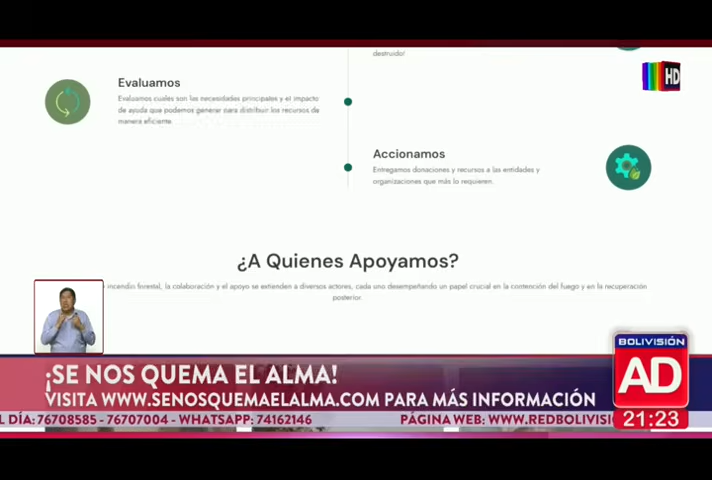 destruido!
HD
Evaluamos
Evaluamos cuales son las necesidades principales y el impacto
de ayuda que podemos generar para distribuir los recursos de
manera eficiente.
Accionamos
Entregamos donaciones y recursos a las entidades y
organizaciones que más lo requieren.
¿A Quienes Apoyamos?
incendio forestal, la colaboración y el apoyo se extienden a diversos actores, cada uno desempeñando un papel crucial en la contención del fuego y en la recuperación
posterior.
BOLIVISIÓN
AD
¡SE NOS QUEMA EL ALMA!
VISITA WWW.SENOSQUEMAELALMA.COM PARA MÁS INFORMACIÓN
L DÍA: 76708585 - 76707004 - WHATSAPP: 74162146 PÁGINA WEB: WWW.REDBOLIVISI
21:23